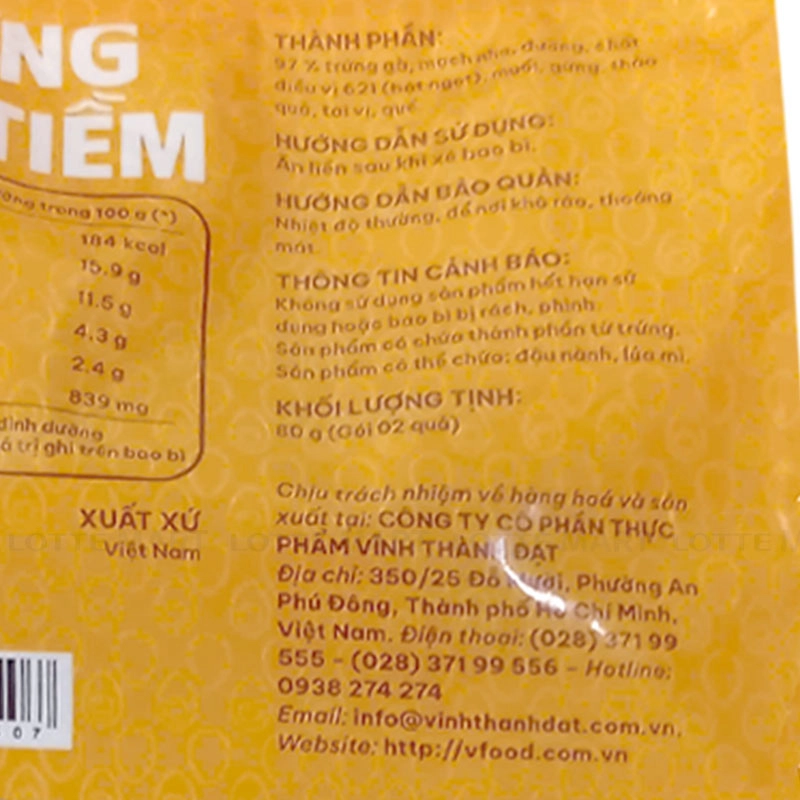 NG
TIỀM
THÀNH PHẦN:
97 % trứng gà, mạch nha, đường, chất
điều vị 621 (bột ngọt), muối, gừng, thảo
quả, tai vị, quế
HƯỚNG DẪN SỬ DỤNG:
Ăn liền sau khi xé bao bì.
HƯỚNG DẪN BẢO QUẢN:
Nhiệt độ thường, để nơi khô ráo, thoáng
mát
THÔNG TIN CẢNH BÁO:
Không sử dụng sản phẩm hết hạn sử
dụng hoặc bao bì bị rách, phình
Sản phẩm có chứa thành phần từ trứng.
Sản phẩm có thể chứa: đậu nành, lúa mì.
KHỐI LƯỢNG TỊNH:
80 g (Gói 02 quả)
trong 100 g (*)
184 kcal
15.9 g
11.5 g
4.3 g
2.4 g
839 mg
dinh dưỡng
á trị ghi trên bao bì
XUẤT XỨ
Việt Nam
Chịu trách nhiệm về hàng hoá và sản
xuất tại: CÔNG TY CỔ PHẦN THỰC
PHẨM VĨNH THÀNH ĐẠT
Địa chỉ: 350/25 Đỗ Mười, Phường An
Phú Đông, Thành phố Hồ Chí Minh,
Việt Nam. Điện thoại: (028) 371 99
555 - (028) 371 99 556 - Hotline:
0938 274 274
Email: info@vinhthanhdat.com.vn.
Website: http://vfood.com.vn
07
LOTTE MART LOTTE